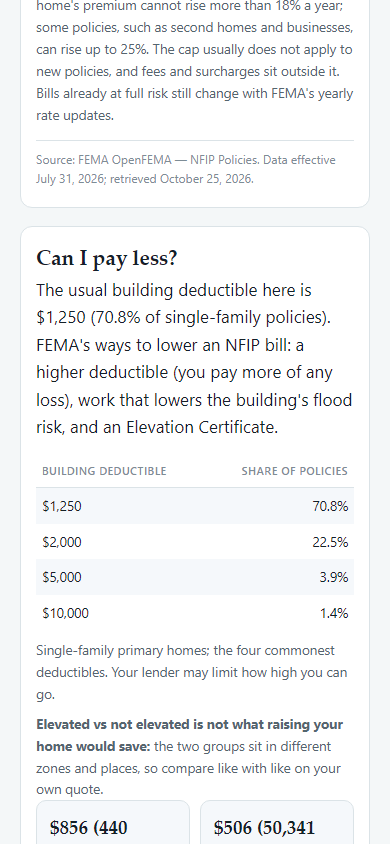 home's premium cannot rise more than 18% a year;
some policies, such as second homes and businesses,
can rise up to 25%. The cap usually does not apply to
new policies, and fees and surcharges sit outside it.
Bills already at full risk still change with FEMA's yearly
rate updates.
Source: FEMA OpenFEMA — NFIP Policies. Data effective
July 31, 2026; retrieved October 25, 2026.
Can I pay less?
The usual building deductible here is
$1,250 (70.8% of single-family policies).
FEMA's ways to lower an NFIP bill: a
higher deductible (you pay more of any
loss), work that lowers the building's flood
risk, and an Elevation Certificate.
BUILDING DEDUCTIBLE SHARE OF POLICIES
$1,250 70.8%
$2,000 22.5%
$5,000 3.9%
$10,000 1.4%
Single-family primary homes; the four commonest
deductibles. Your lender may limit how high you can
go.
Elevated vs not elevated is not what raising your
home would save: the two groups sit in different
zones and places, so compare like with like on your
own quote.
$856 (440 $506 (50,341